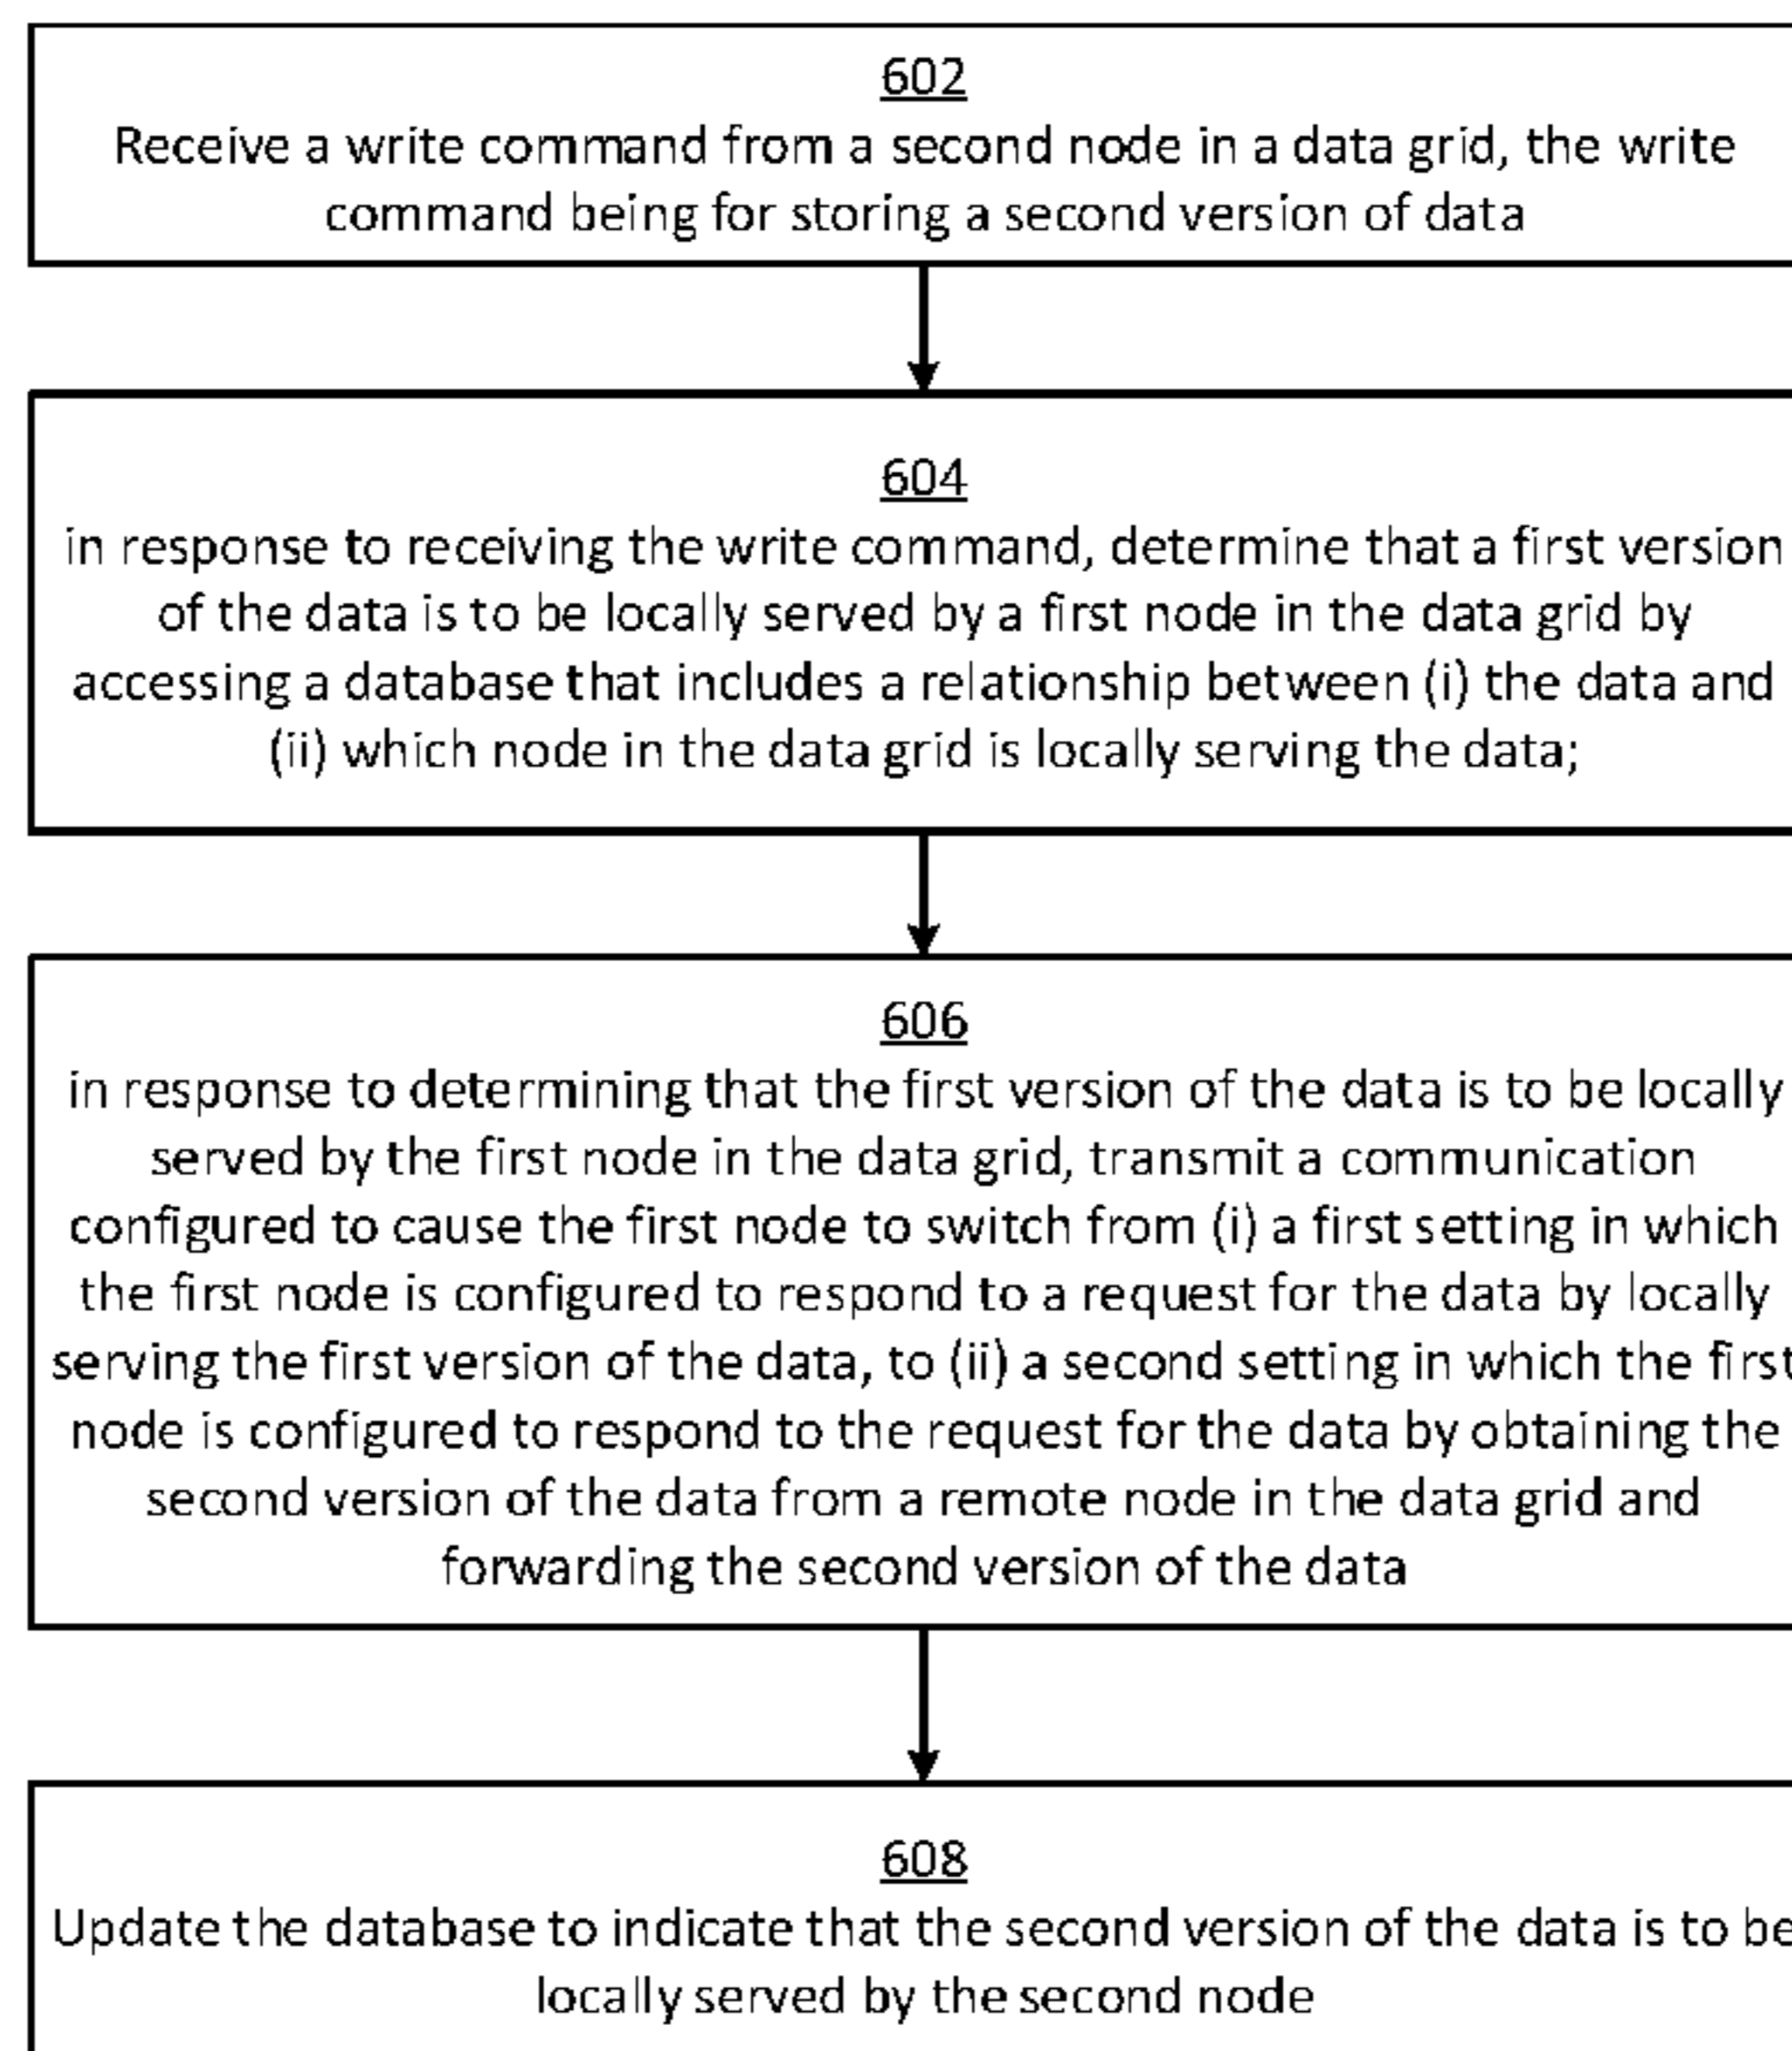 602
Receive a write command from a second node in a data grid, the write
command being for storing a second version of data
604
in response to receiving the write command, determine that a first version
of the data is to be locally served by a first node in the data grid by
accessing a database that includes a relationship between (i) the data and
(ii) which node in the data grid is locally serving the data;
606
in response to determining that the first version of the data is to be locally
served by the first node in the data grid, transmit a communication
configured to cause the first node to switch from (i) a first setting in which
the first node is configured to respond to a request for the data by locally
serving the first version of the data, to (ii) a second setting in which the first
node is configured to respond to the request for the data by obtaining the
second version of the data from a remote node in the data grid and
forwarding the second version of the data
608
Update the database to indicate that the second version of the data is to be
locally served by the second node